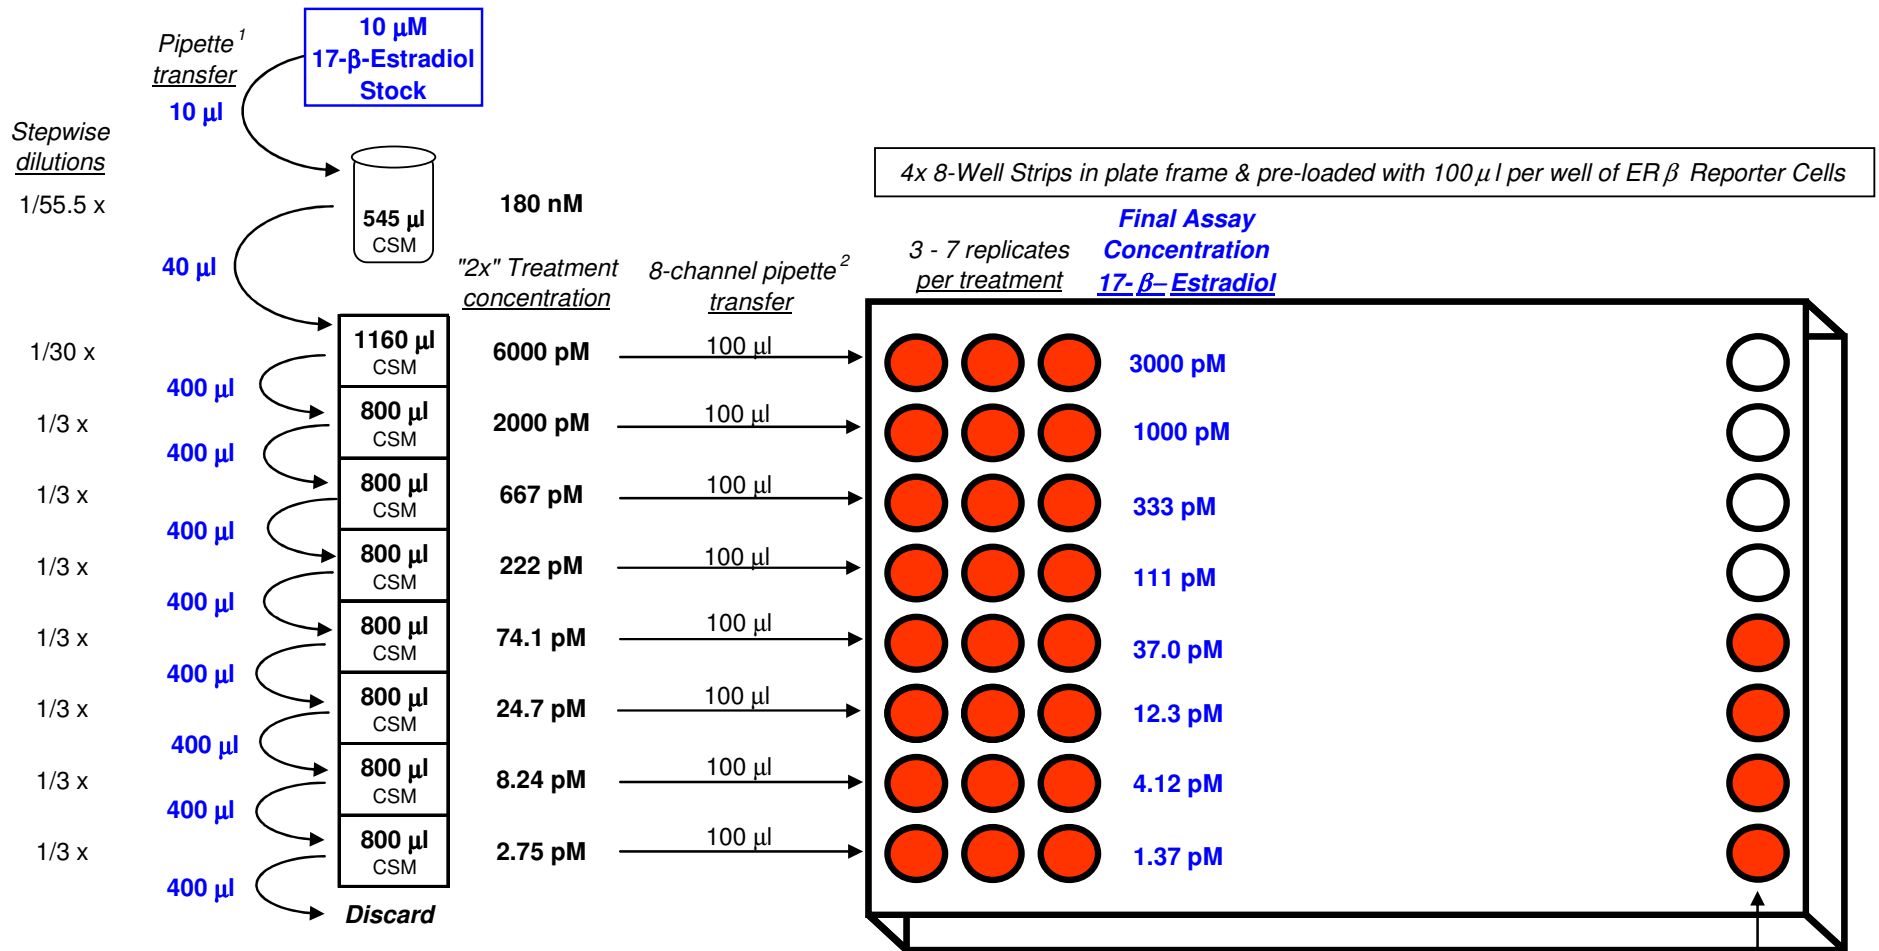 10 μM
17-β-Estradiol
Stock
Pipette 1
transfer
10 μl
Stepwise
dilutions
1/55.5 x
545 μl
CSM
180 nM
40 μl
4x 8-Well Strips in plate frame & pre-loaded with 100 μl per well of ER β Reporter Cells
"2x" Treatment
concentration
8-channel pipette 2
transfer
3 - 7 replicates
per treatment
Final Assay
Concentration
17-β–Estradiol
1/30 x
1160 μl
CSM
6000 pM
100 μl
3000 pM
400 μl
1/3 x
800 μl
CSM
2000 pM
100 μl
1000 pM
400 μl
1/3 x
800 μl
CSM
667 pM
100 μl
333 pM
400 μl
1/3 x
800 μl
CSM
222 pM
100 μl
111 pM
400 μl
1/3 x
800 μl
CSM
74.1 pM
100 μl
37.0 pM
400 μl
1/3 x
800 μl
CSM
24.7 pM
100 μl
12.3 pM
400 μl
1/3 x
800 μl
CSM
8.24 pM
100 μl
4.12 pM
400 μl
1/3 x
800 μl
CSM
2.75 pM
100 μl
1.37 pM
400 μl
Discard